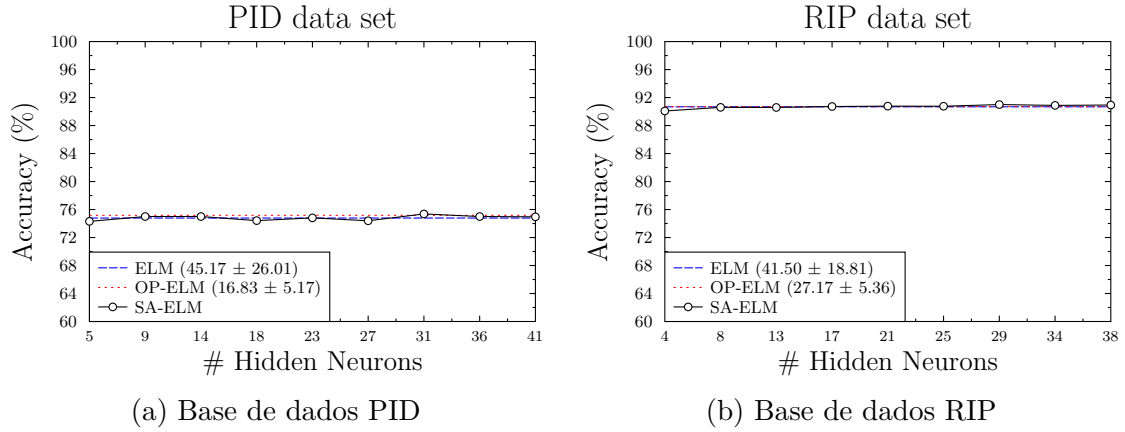 PID data set
100
96
92
88
84
80
76
72
68
64
60
Accuracy (%)
ELM (45.17 ± 26.01)
OP-ELM (16.83 ± 5.17)
SA-ELM
5 9 14 18 23 27 31 36 41
# Hidden Neurons
(a) Base de dados PID
RIP data set
100
96
92
88
84
80
76
72
68
64
60
Accuracy (%)
ELM (41.50 ± 18.81)
OP-ELM (27.17 ± 5.36)
SA-ELM
4 8 13 17 21 25 29 34 38
# Hidden Neurons
(b) Base de dados RIP